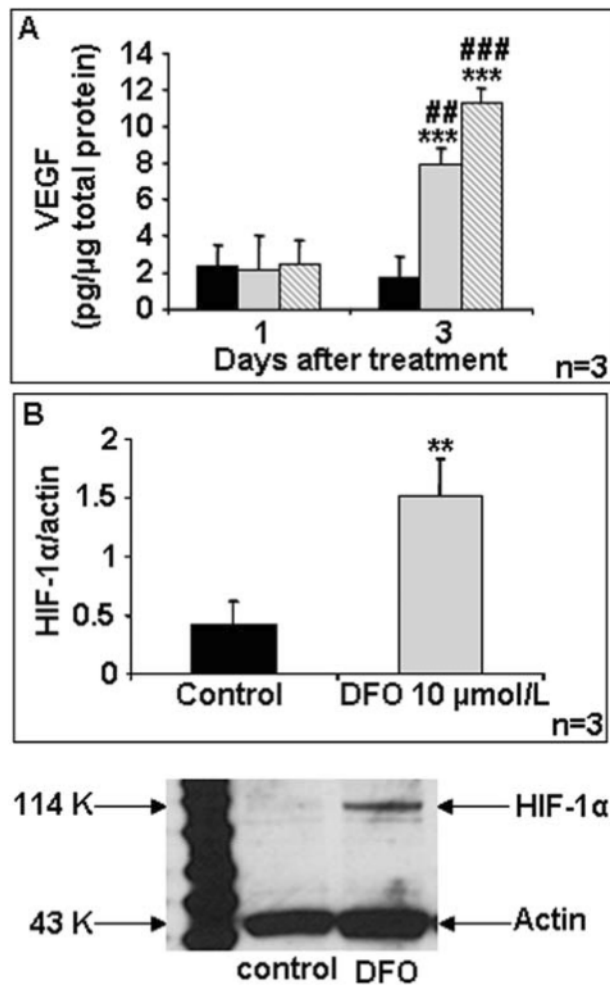 A
VEGF
(pg/µg total protein)
14
12
10
8
6
4
2
0
##
***
###
***
1
3
Days after treatment
n=3
B
HIF-1α/actin
2
1.5
1
0.5
0
**
Control
DFO 10 µmol/L
n=3
114 K
HIF-1α
43 K
Actin
control
DFO